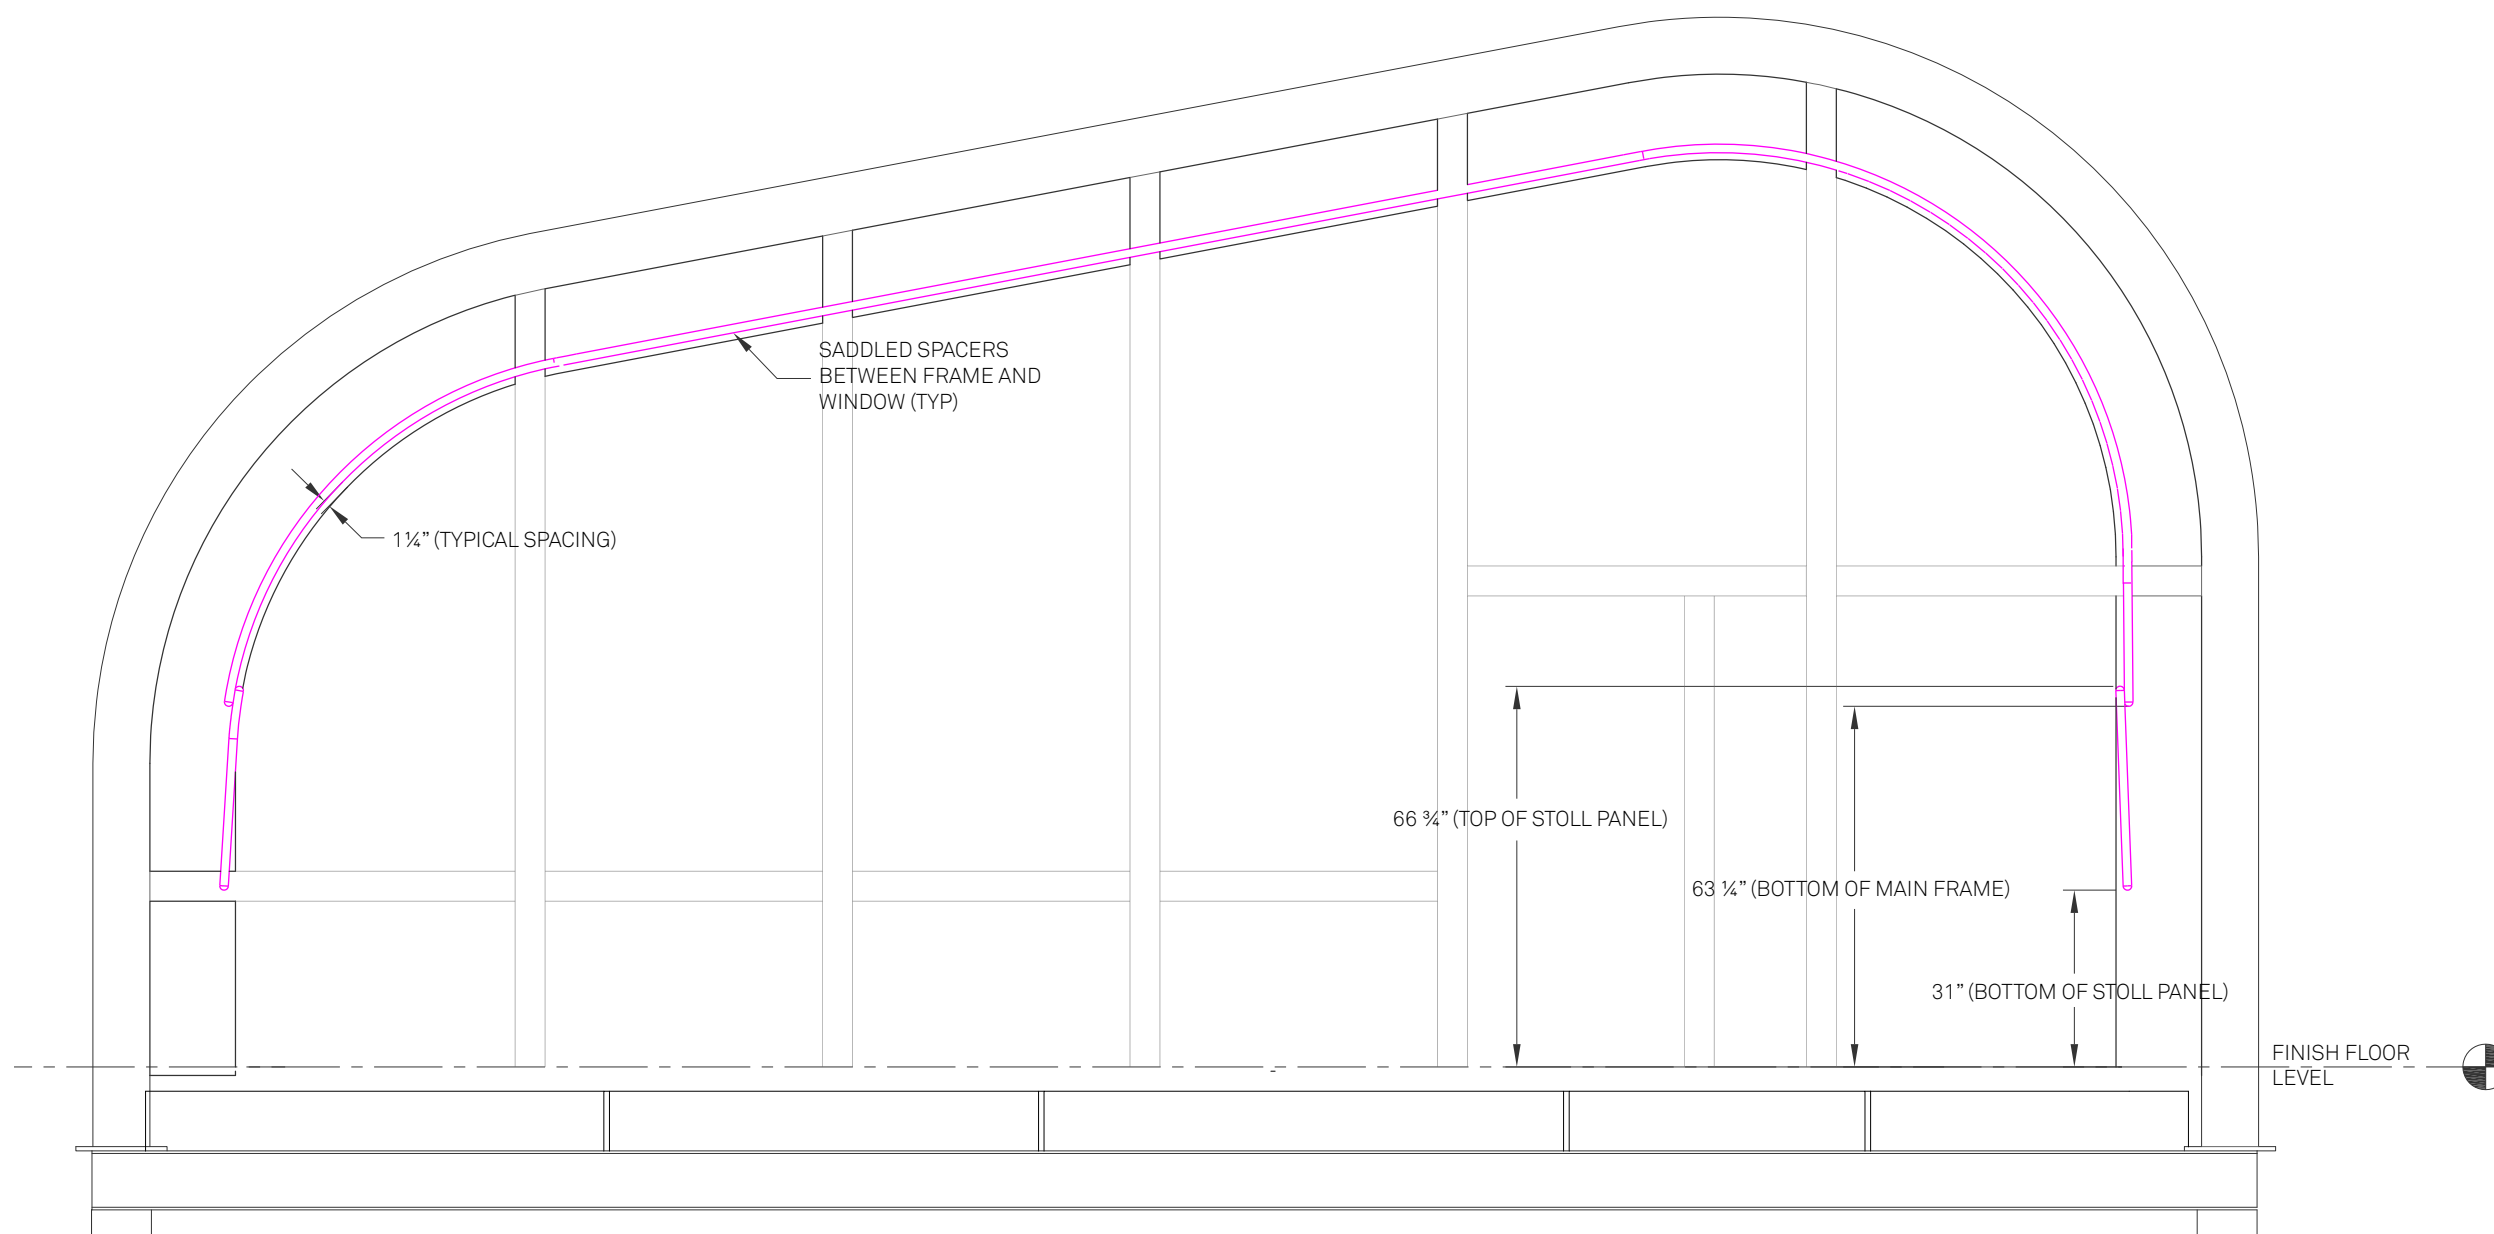 SADDLED SPACERS
BETWEEN FRAME AND
WINDOW (TYP)
1¼” (TYPICAL SPACING)
66 ¾” (TOP OF STOLL PANEL)
63 ¼” (BOTTOM OF MAIN FRAME)
31” (BOTTOM OF STOLL PANEL)
FINISH FLOOR
LEVEL